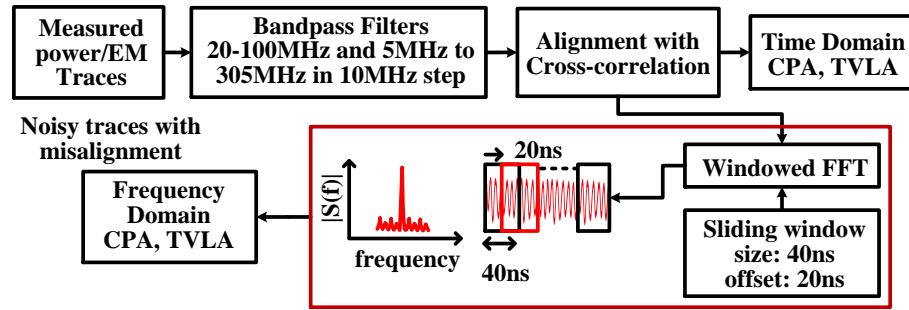 Measured
power/EM
Traces
Bandpass Filters
20-100MHz and 5MHz to
305MHz in 10MHz step
Alignment with
Cross-correlation
Time Domain
CPA, TVLA
Noisy traces with
misalignment
Frequency
Domain
CPA, TVLA
|S(f)|
frequency
20ns
40ns
Windowed FFT
Sliding window
size: 40ns
offset: 20ns